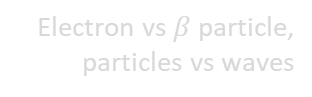 Electron vs β particle,
particles vs waves